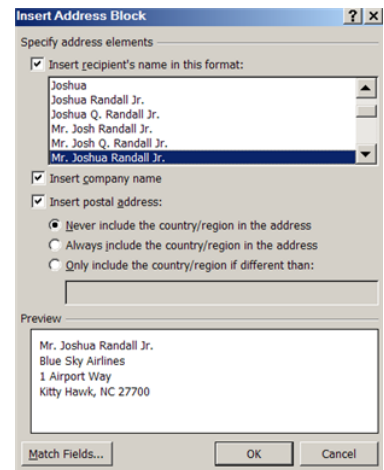 Insert Address Block
Specify address elements
Insert recipient's name in this format:
Joshua
Joshua Randall Jr.
Joshua Q. Randall Jr.
Mr. Josh Randall Jr.
Mr. Josh Q. Randall Jr.
Mr. Joshua Randall Jr.
Insert company name
Insert postal address:
Never include the country/region in the address
Always include the country/region in the address
Only include the country/region if different than:
Preview
Mr. Joshua Randall Jr.
Blue Sky Airlines
1 Airport Way
Kitty Hawk, NC 27700
Match Fields... OK Cancel